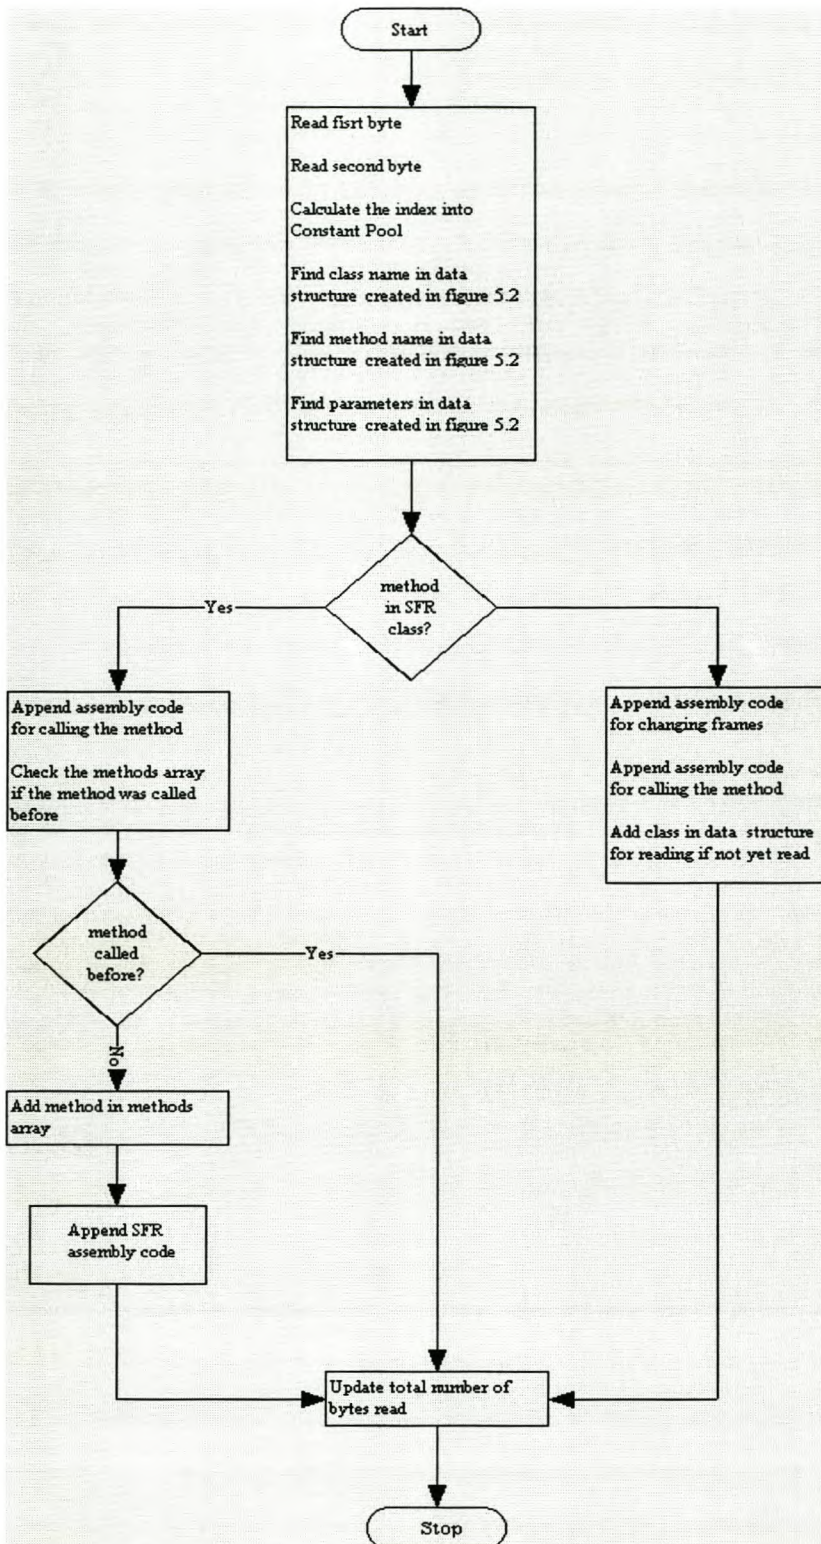 Start
Read fisrt byte
Read second byte
Calculate the index into
Constant Pool
Find class name in data
structure created in figure 5.2
Find method name in data
structure created in figure 5.2
Find parameters in data
structure created in figure 5.2
method
in SFR
class?
Yes
Append assembly code
for calling the method
Check the methods array
if the method was called
before
Append assembly code
for changing frames
Append assembly code
for calling the method
Add class in data structure
for reading if not yet read
method
called
before?
Yes
No
Add method in methods
array
Append SFR
assembly code
Update total number of
bytes read
Stop